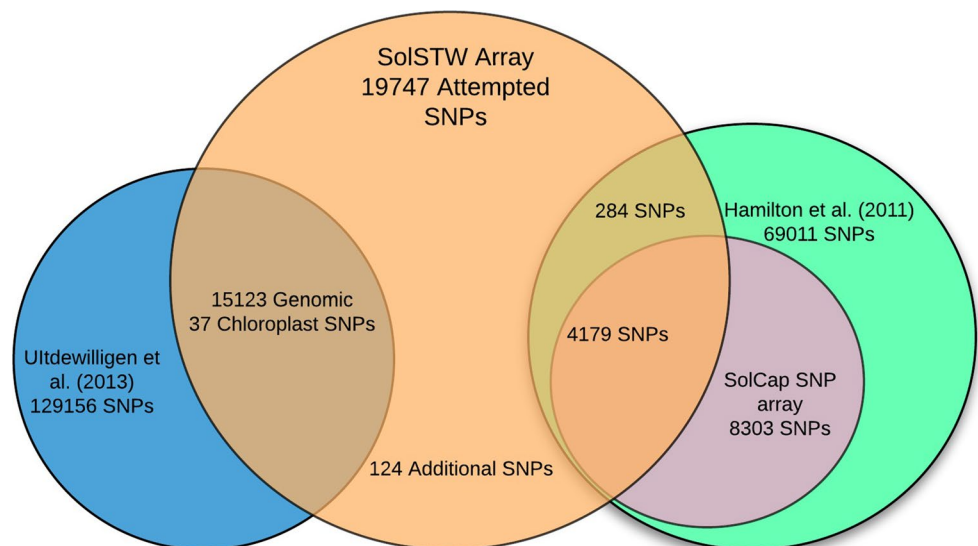 SolSTW Array
19747 Attempted
SNPs
284 SNPs
Hamilton et al. (2011)
69011 SNPs
15123 Genomic
37 Chloroplast SNPs
4179 SNPs
UItdewilligen et
al. (2013)
129156 SNPs
SolCap SNP
array
8303 SNPs
124 Additional SNPs